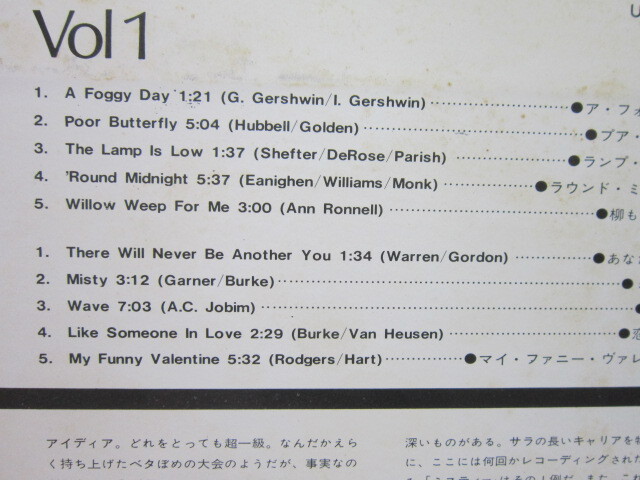 Vol 1
1. A Foggy Day 1:21 (G. Gershwin/I. Gershwin)……●ア・フォ
2. Poor Butterfly 5:04 (Hubbell/Golden)……●プア・
3. The Lamp Is Low 1:37 (Shefter/DeRose/Parish)……●ランプ・
4. 'Round Midnight 5:37 (Eanighen/Williams/Monk)……●ラウンド・ミ
5. Willow Weep For Me 3:00 (Ann Ronnell)……●柳も
1. There Will Never Be Another You 1:34 (Warren/Gordon)……●あな
2. Misty 3:12 (Garner/Burke)……●
3. Wave 7:03 (A.C. Jobim)……●
4. Like Someone In Love 2:29 (Burke/Van Heusen)……●恋
5. My Funny Valentine 5:32 (Rodgers/Hart)……●マイ・ファニー・ヴァレ
アイディア。どれをとっても超一級。なんだかえら
く持ち上げたベタぼめの大会のようだが、事実なの
深いものがある。サラの長いキャリアを
に、ここには何回かレコーディングされた